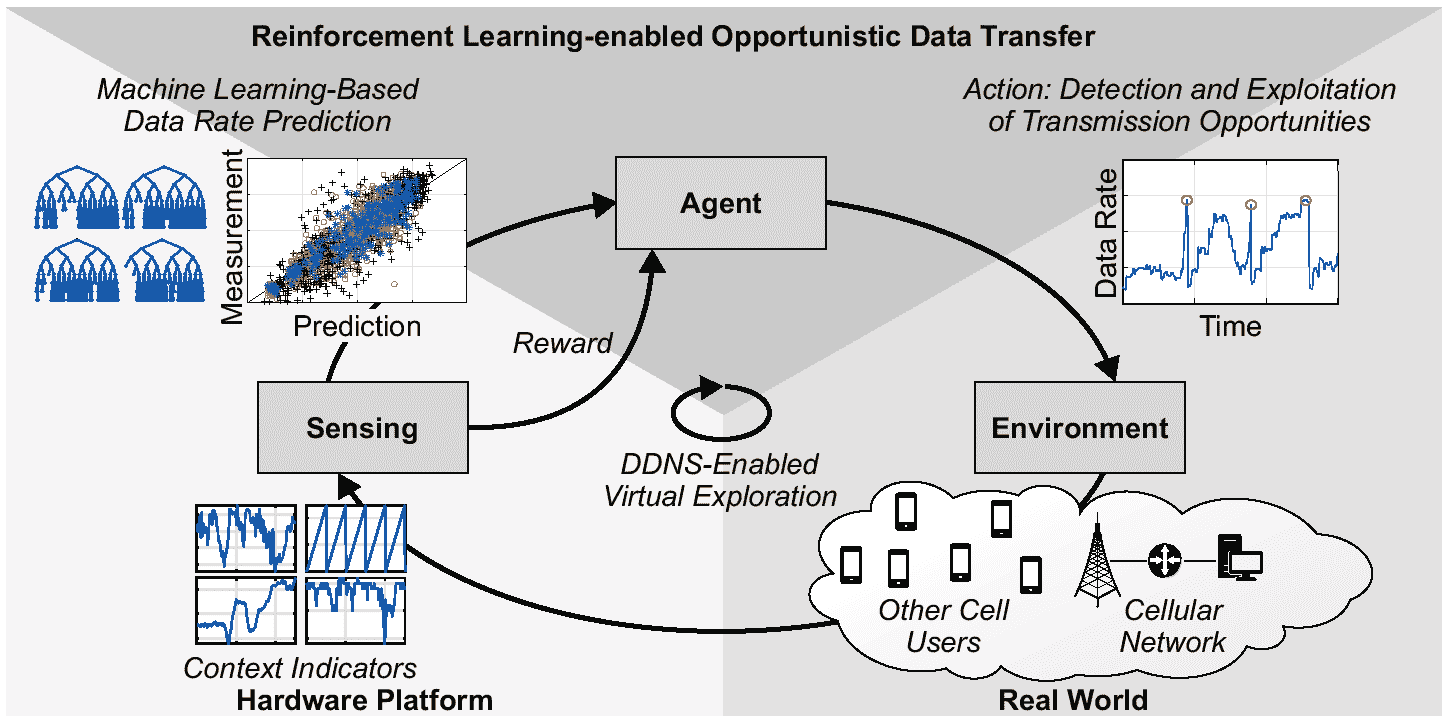 Reinforcement Learning-enabled Opportunistic Data Transfer
Machine Learning-Based
Data Rate Prediction
Action: Detection and Exploitation
of Transmission Opportunities
Measurement
Prediction
Agent
Data Rate
Time
Reward
Sensing
Environment
DDNS-Enabled
Virtual Exploration
Other Cell
Users
Cellular
Network
Context Indicators
Hardware Platform
Real World